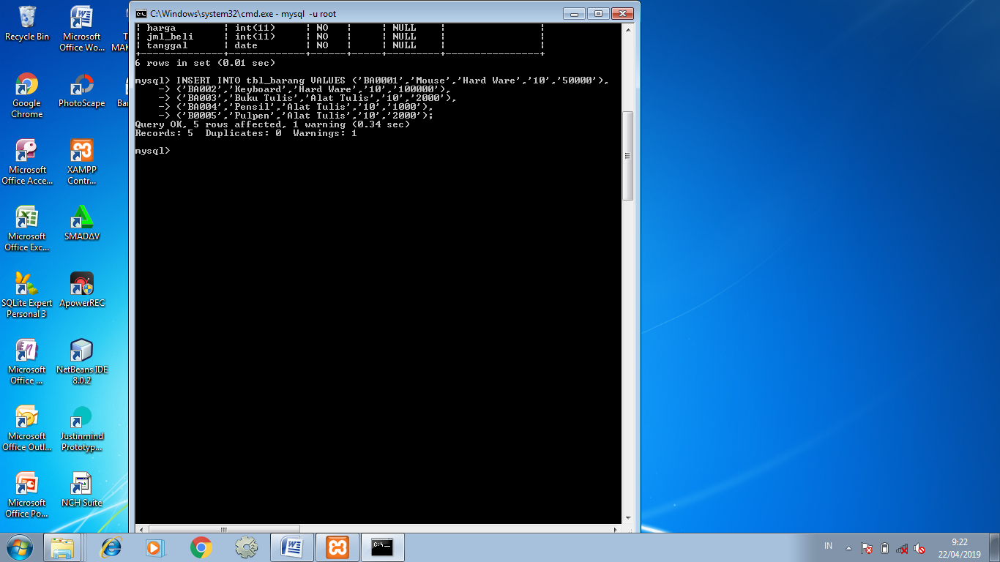 C:\Windows\system32\cmd.exe - mysql -u root
Recycle Bin
Microsoft
Office Wo...
Google
Chrome
PhotoScape
Microsoft
Office Acce...
XAMPP
Contr...
Microsoft
Office Exc...
SMADΔV
SQLite Expert
Personal 3
ApowerREC
Microsoft
Office ...
NetBeans IDE
8.0.2
Microsoft
Office Outl...
Justinmind
Prototyp...
Microsoft
Office Po...
NCH Suite
| harga | int(11) | NO | | NULL | |
| jml_beli | int(11) | NO | | NULL | |
| tanggal | date | NO | | NULL | |
+--------------+-------------+------+-----+---------+----------------+
6 rows in set (0.01 sec)
mysql> INSERT INTO tbl_barang VALUES ('BA0001','Mouse','Hard Ware','10','50000'),
-> ('BA002','Keyboard','Hard Ware','10','100000'),
-> ('BA003','Buku Tulis','Alat Tulis','10','2000'),
-> ('BA004','Pensil','Alat Tulis','10','1000'),
-> ('B0005','Pulpen','Alat Tulis','10','2000');
Query OK, 5 rows affected, 1 warning (0.34 sec)
Records: 5 Duplicates: 0 Warnings: 1
mysql>
IN
9:22
22/04/2019